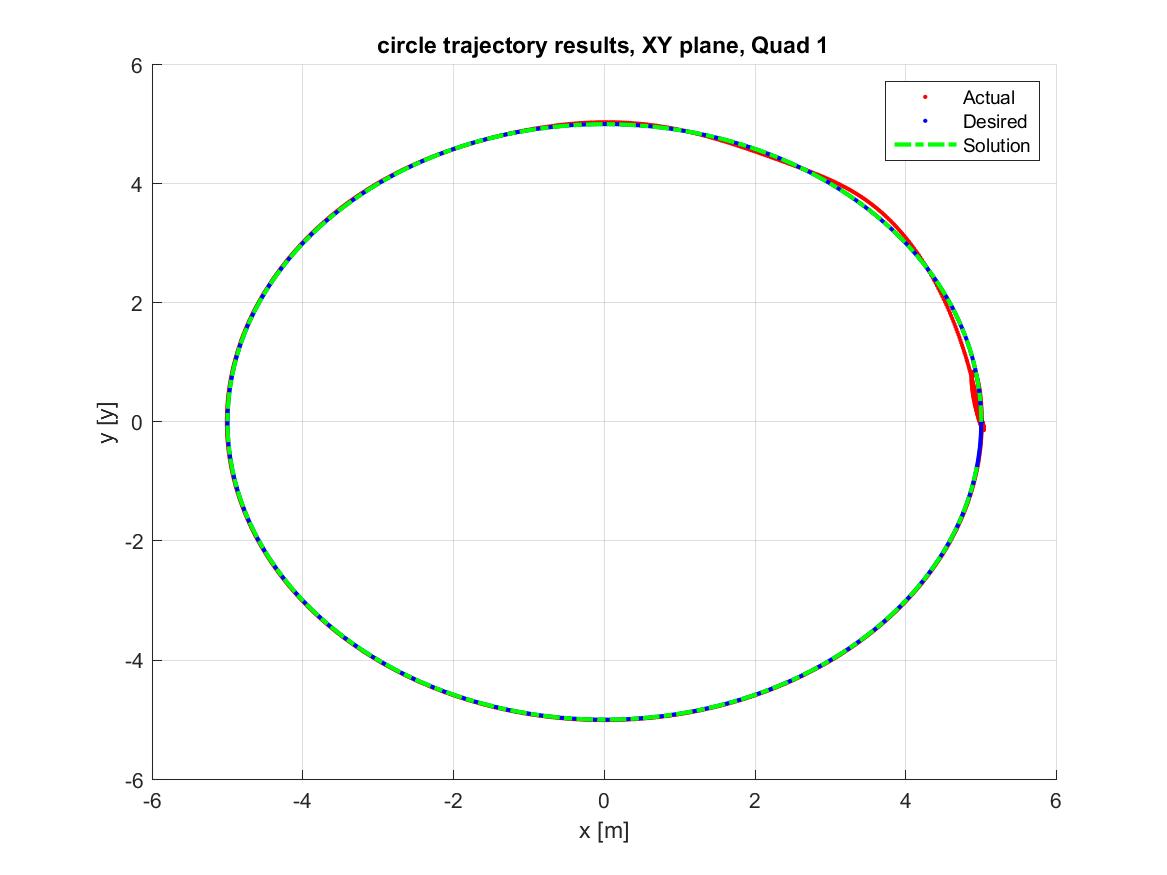 circle trajectory results, XY plane, Quad 1
Actual
Desired
Solution
6
4
2
0
-2
-4
-6
y [y]
-6
-4
-2
0
2
4
6
x [m]